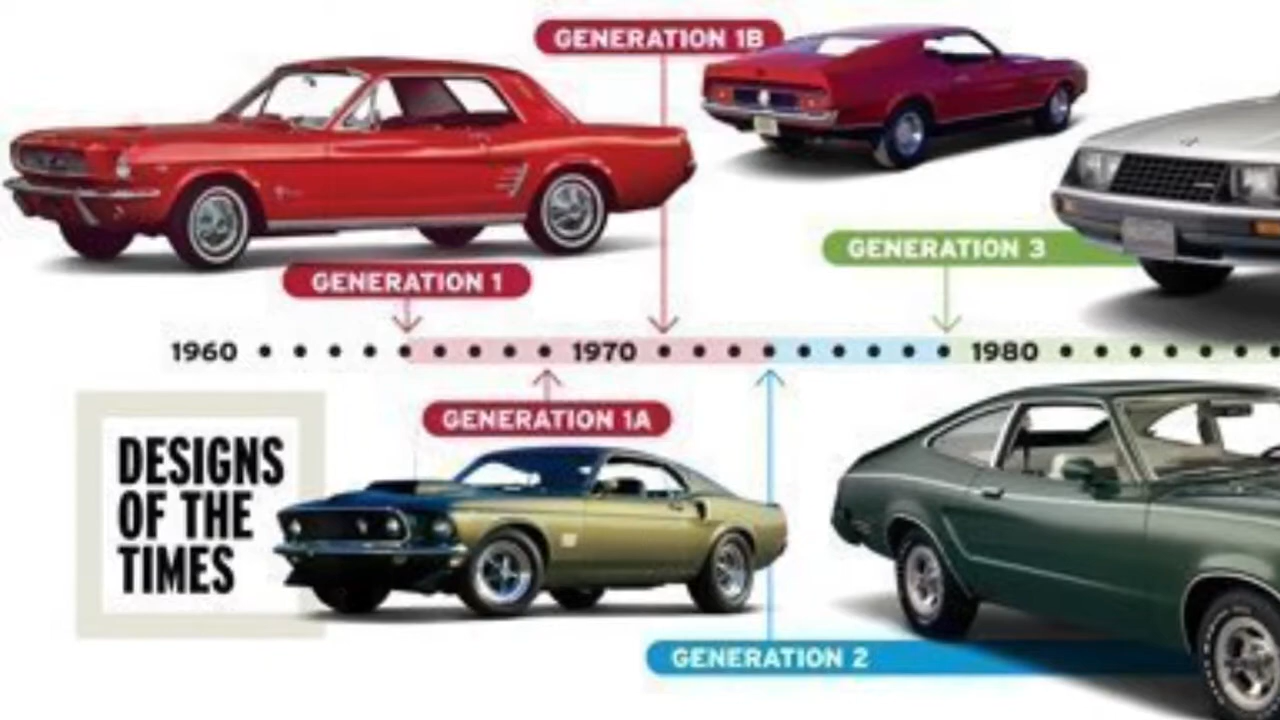 GENERATION 1B
GENERATION 3
GENERATION 1
1960 1970 1980
GENERATION 1A
DESIGNS
OF THE
TIMES
GENERATION 2